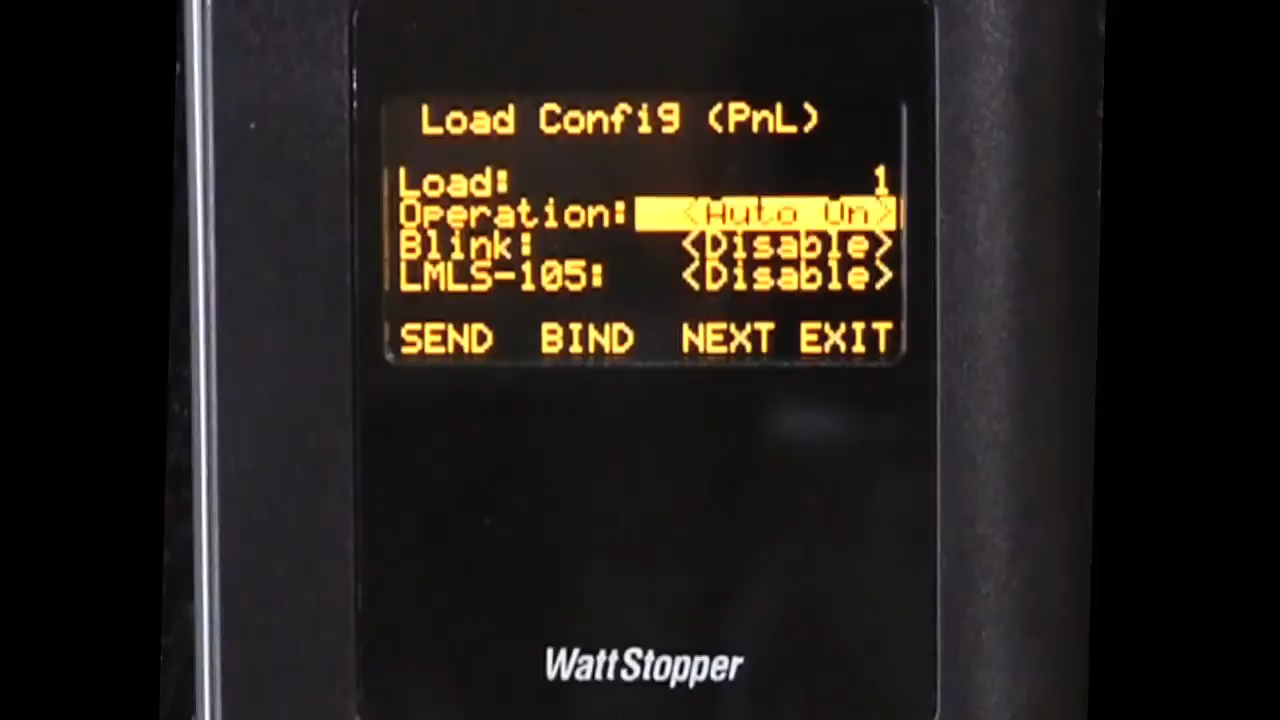 Load Config (PnL)
Load: 1
Operation: <Auto On>
Blink: <Disable>
LMLS-105: <Disable>
SEND BIND NEXT EXIT
WattStopper